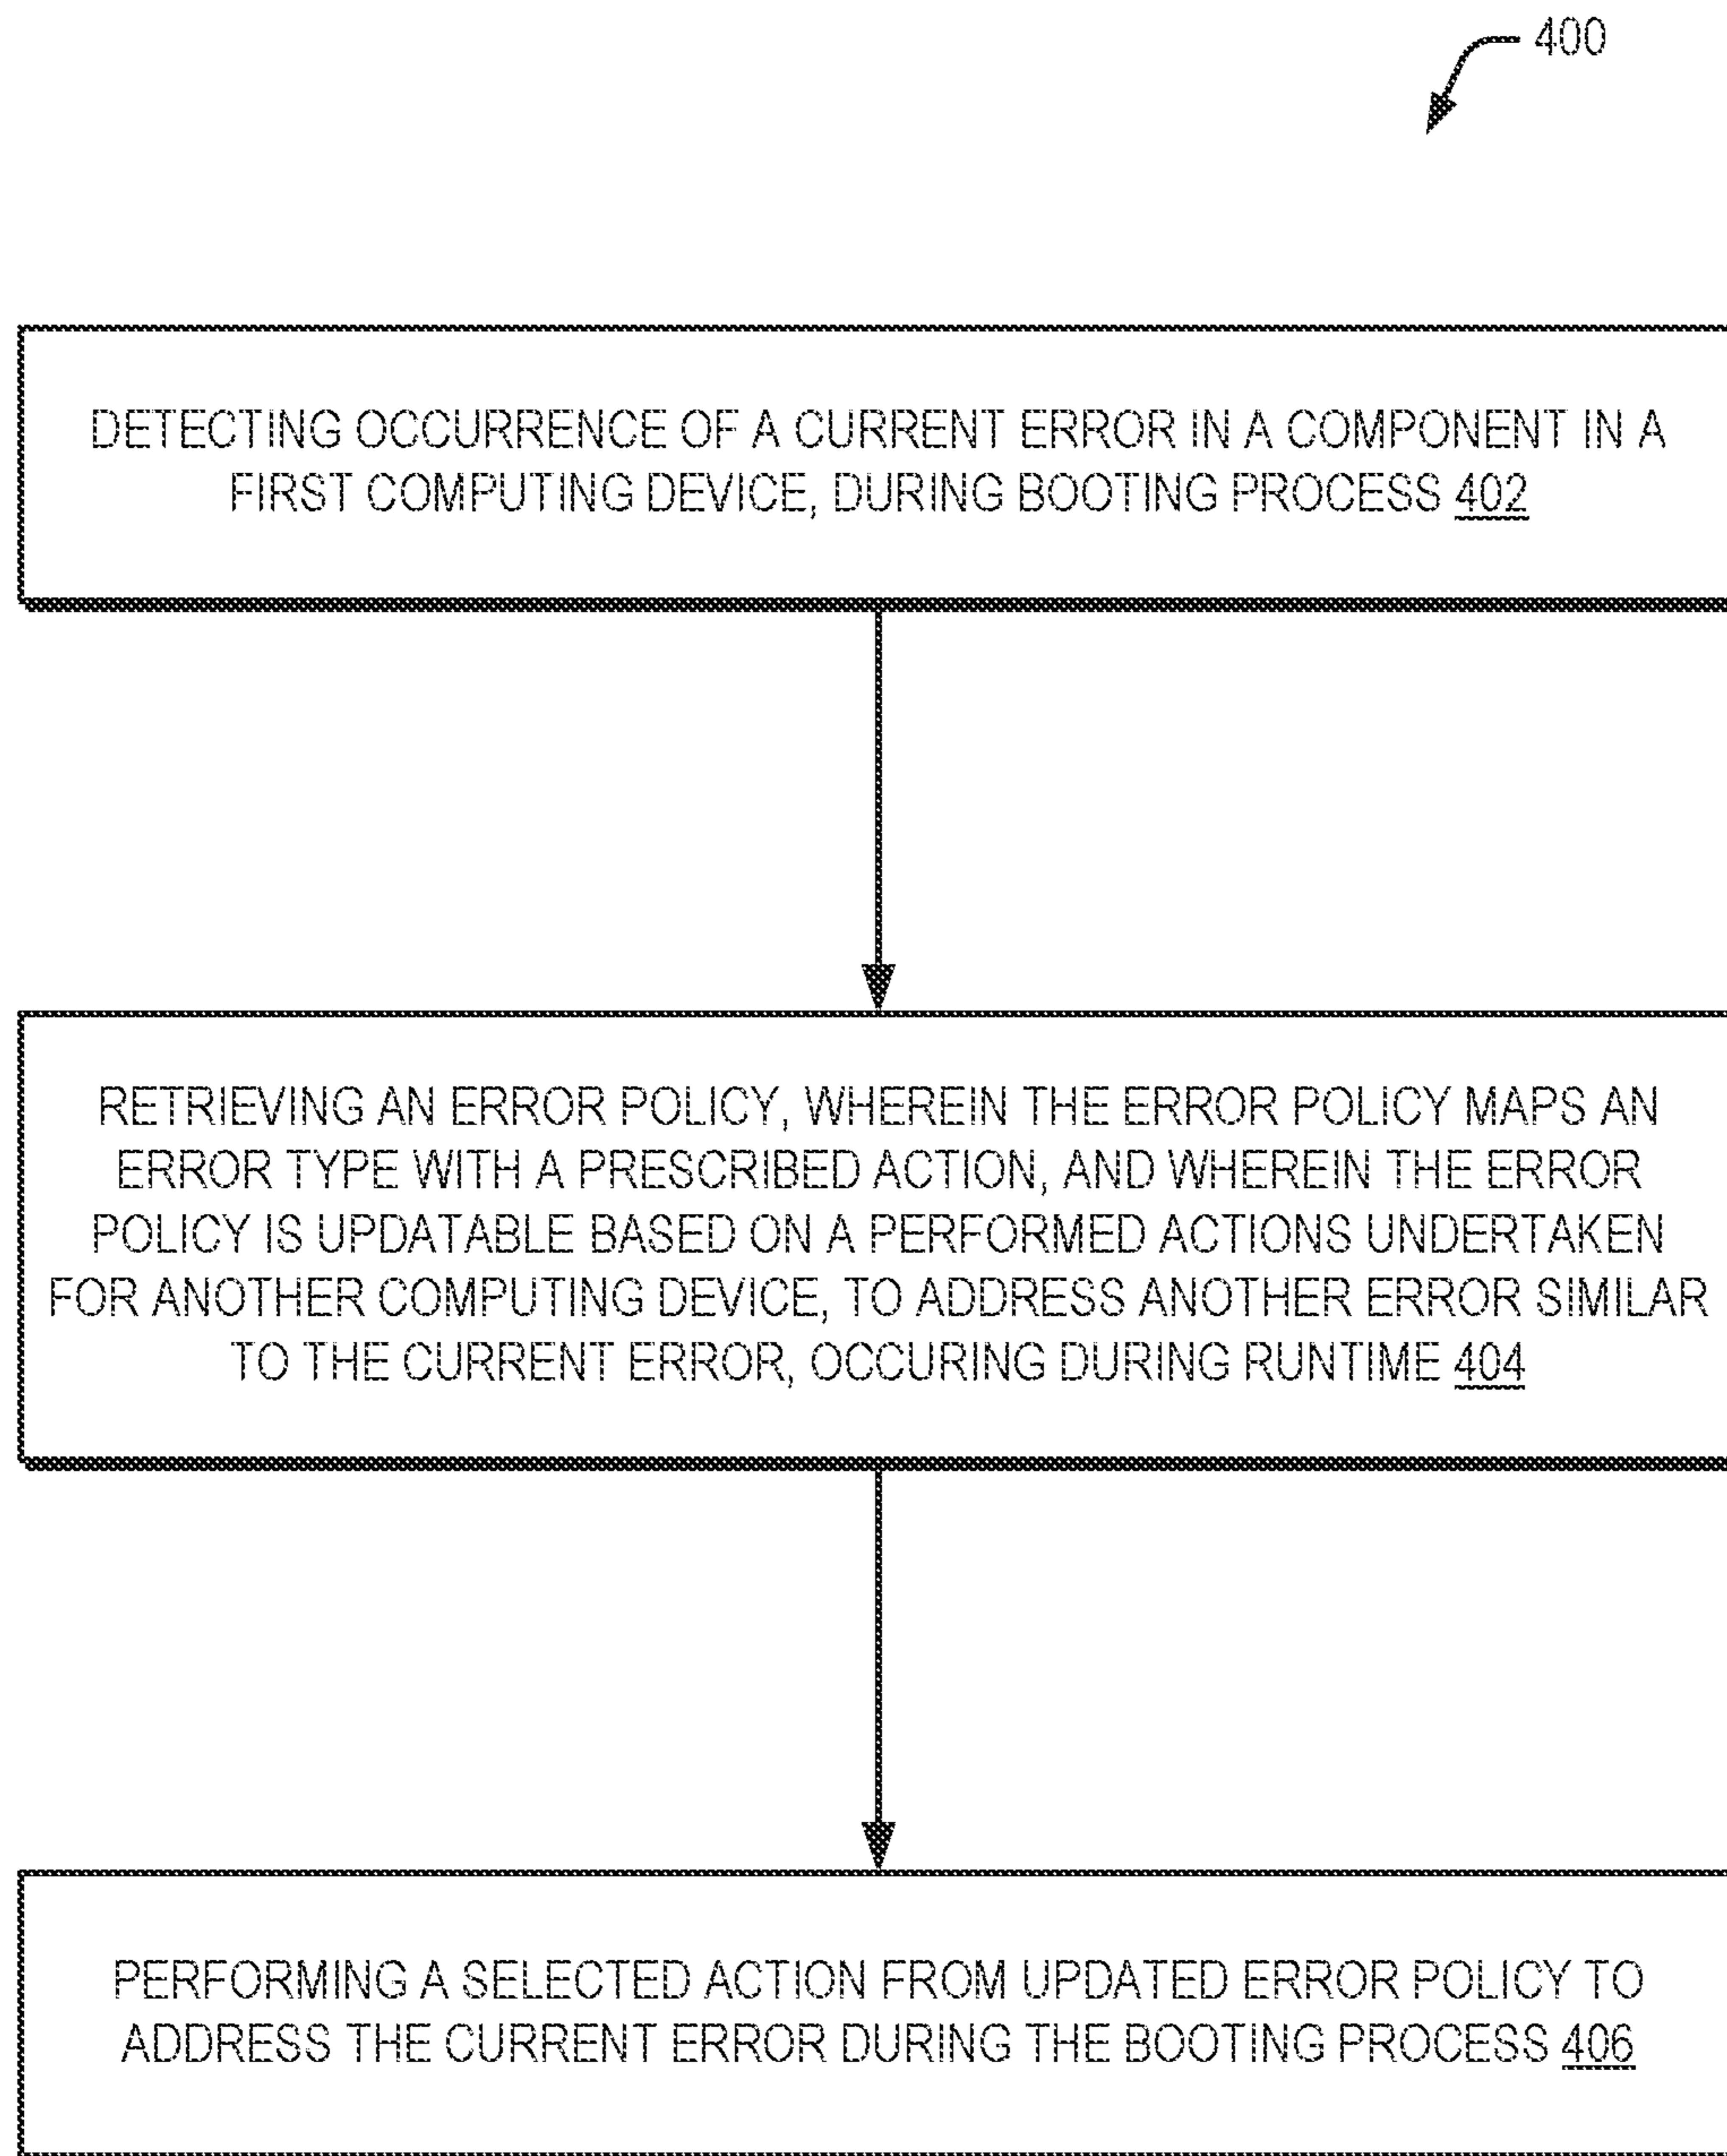 400
DETECTING OCCURRENCE OF A CURRENT ERROR IN A COMPONENT IN A
FIRST COMPUTING DEVICE, DURING BOOTING PROCESS 402
RETRIEVING AN ERROR POLICY, WHEREIN THE ERROR POLICY MAPS AN
ERROR TYPE WITH A PRESCRIBED ACTION, AND WHEREIN THE ERROR
POLICY IS UPDATABLE BASED ON A PERFORMED ACTIONS UNDERTAKEN
FOR ANOTHER COMPUTING DEVICE, TO ADDRESS ANOTHER ERROR SIMILAR
TO THE CURRENT ERROR, OCCURING DURING RUNTIME 404
PERFORMING A SELECTED ACTION FROM UPDATED ERROR POLICY TO
ADDRESS THE CURRENT ERROR DURING THE BOOTING PROCESS 406